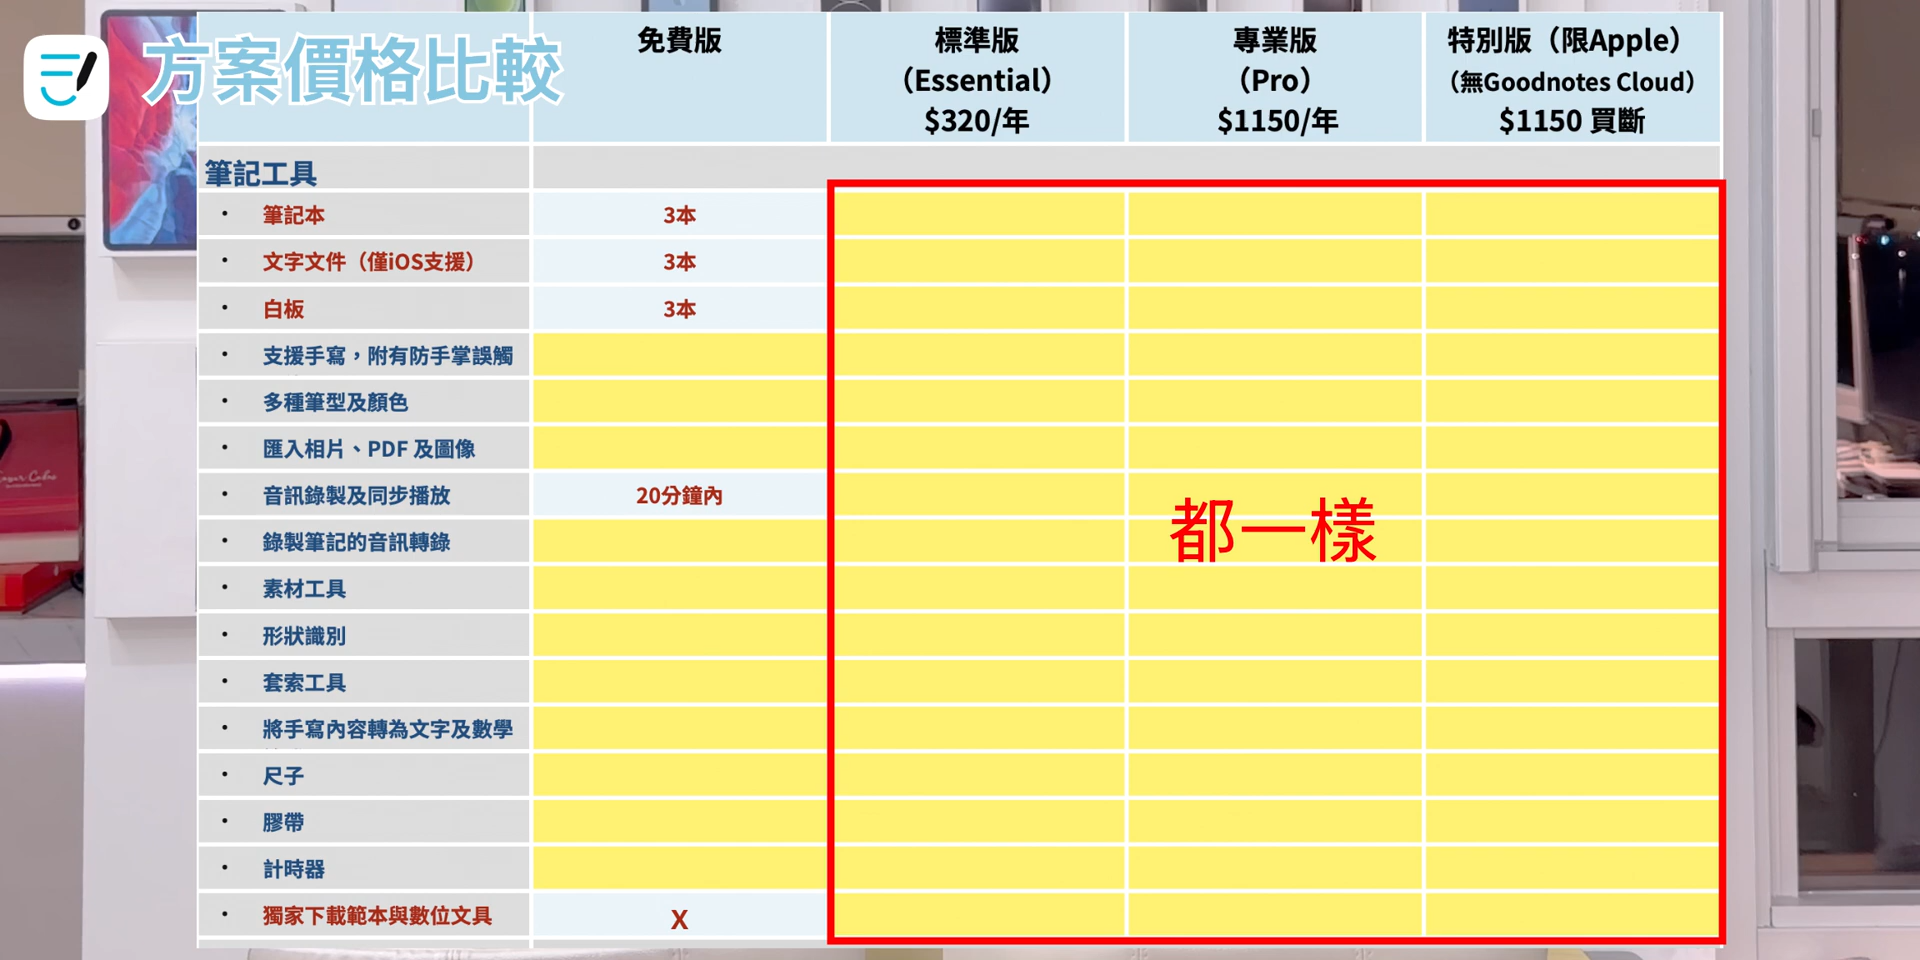 方案價格比較
免費版
標準版
（Essential）
$320/年
專業版
（Pro）
$1150/年
特別版（限Apple）
（無Goodnotes Cloud）
$1150 買斷
筆記工具
• 筆記本 3本
• 文字文件（僅iOS支援） 3本
• 白板 3本
• 支援手寫，附有防手掌誤觸
• 多種筆型及顏色
• 匯入相片、PDF 及圖像
• 音訊錄製及同步播放 20分鐘內
• 錄製筆記的音訊轉錄
都一樣
• 素材工具
• 形狀識別
• 套索工具
• 將手寫內容轉為文字及數學
• 尺子
• 膠帶
• 計時器
• 獨家下載範本與數位文具 X